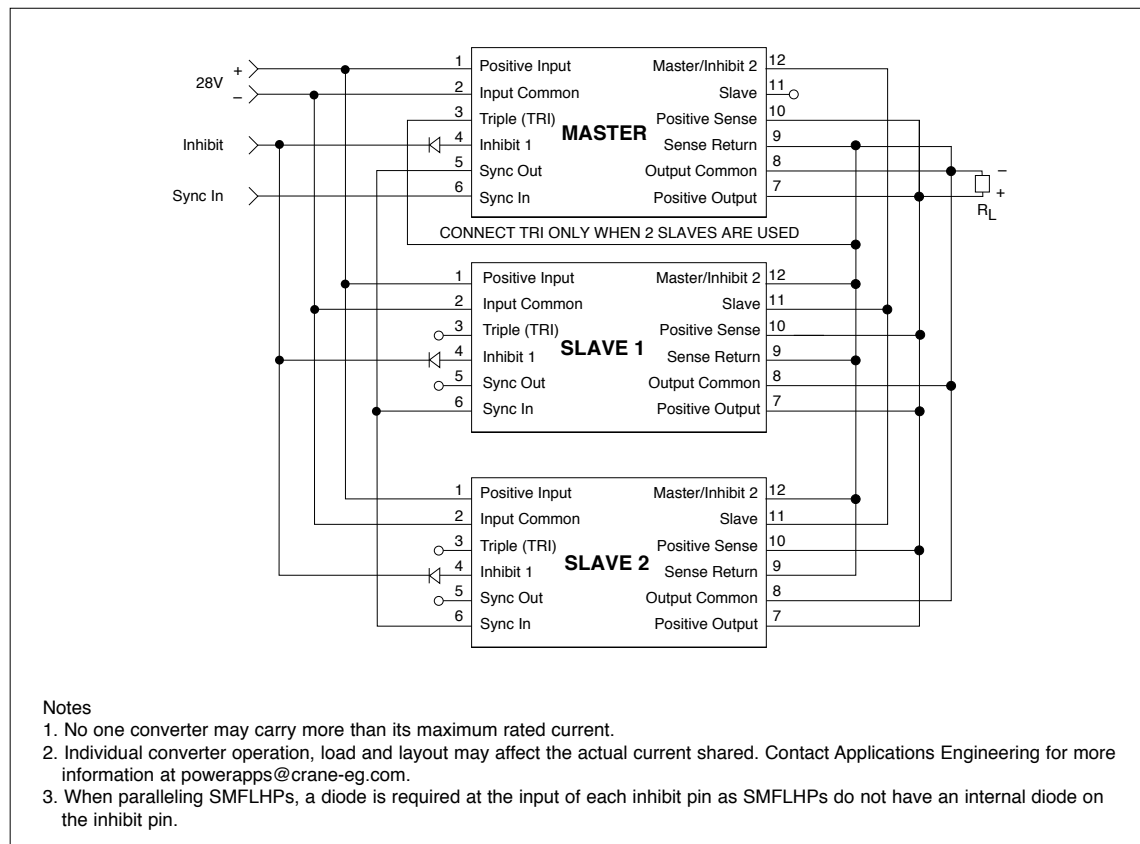 28V
+
−
Inhibit
Sync In
1 Positive Input Master/Inhibit 2 12
2 Input Common Slave 11
3 Triple (TRI) Positive Sense 10
MASTER
4 Inhibit 1 Sense Return 9
5 Sync Out Output Common 8
6 Sync In Positive Output 7
−
+
RL
CONNECT TRI ONLY WHEN 2 SLAVES ARE USED
1 Positive Input Master/Inhibit 2 12
2 Input Common Slave 11
3 Triple (TRI) Positive Sense 10
SLAVE 1
4 Inhibit 1 Sense Return 9
5 Sync Out Output Common 8
6 Sync In Positive Output 7
1 Positive Input Master/Inhibit 2 12
2 Input Common Slave 11
3 Triple (TRI) Positive Sense 10
SLAVE 2
4 Inhibit 1 Sense Return 9
5 Sync Out Output Common 8
6 Sync In Positive Output 7
Notes
1. No one converter may carry more than its maximum rated current.
2. Individual converter operation, load and layout may affect the actual current shared. Contact Applications Engineering for more
information at powerapps@crane-eg.com.
3. When paralleling SMFLHPs, a diode is required at the input of each inhibit pin as SMFLHPs do not have an internal diode on
the inhibit pin.